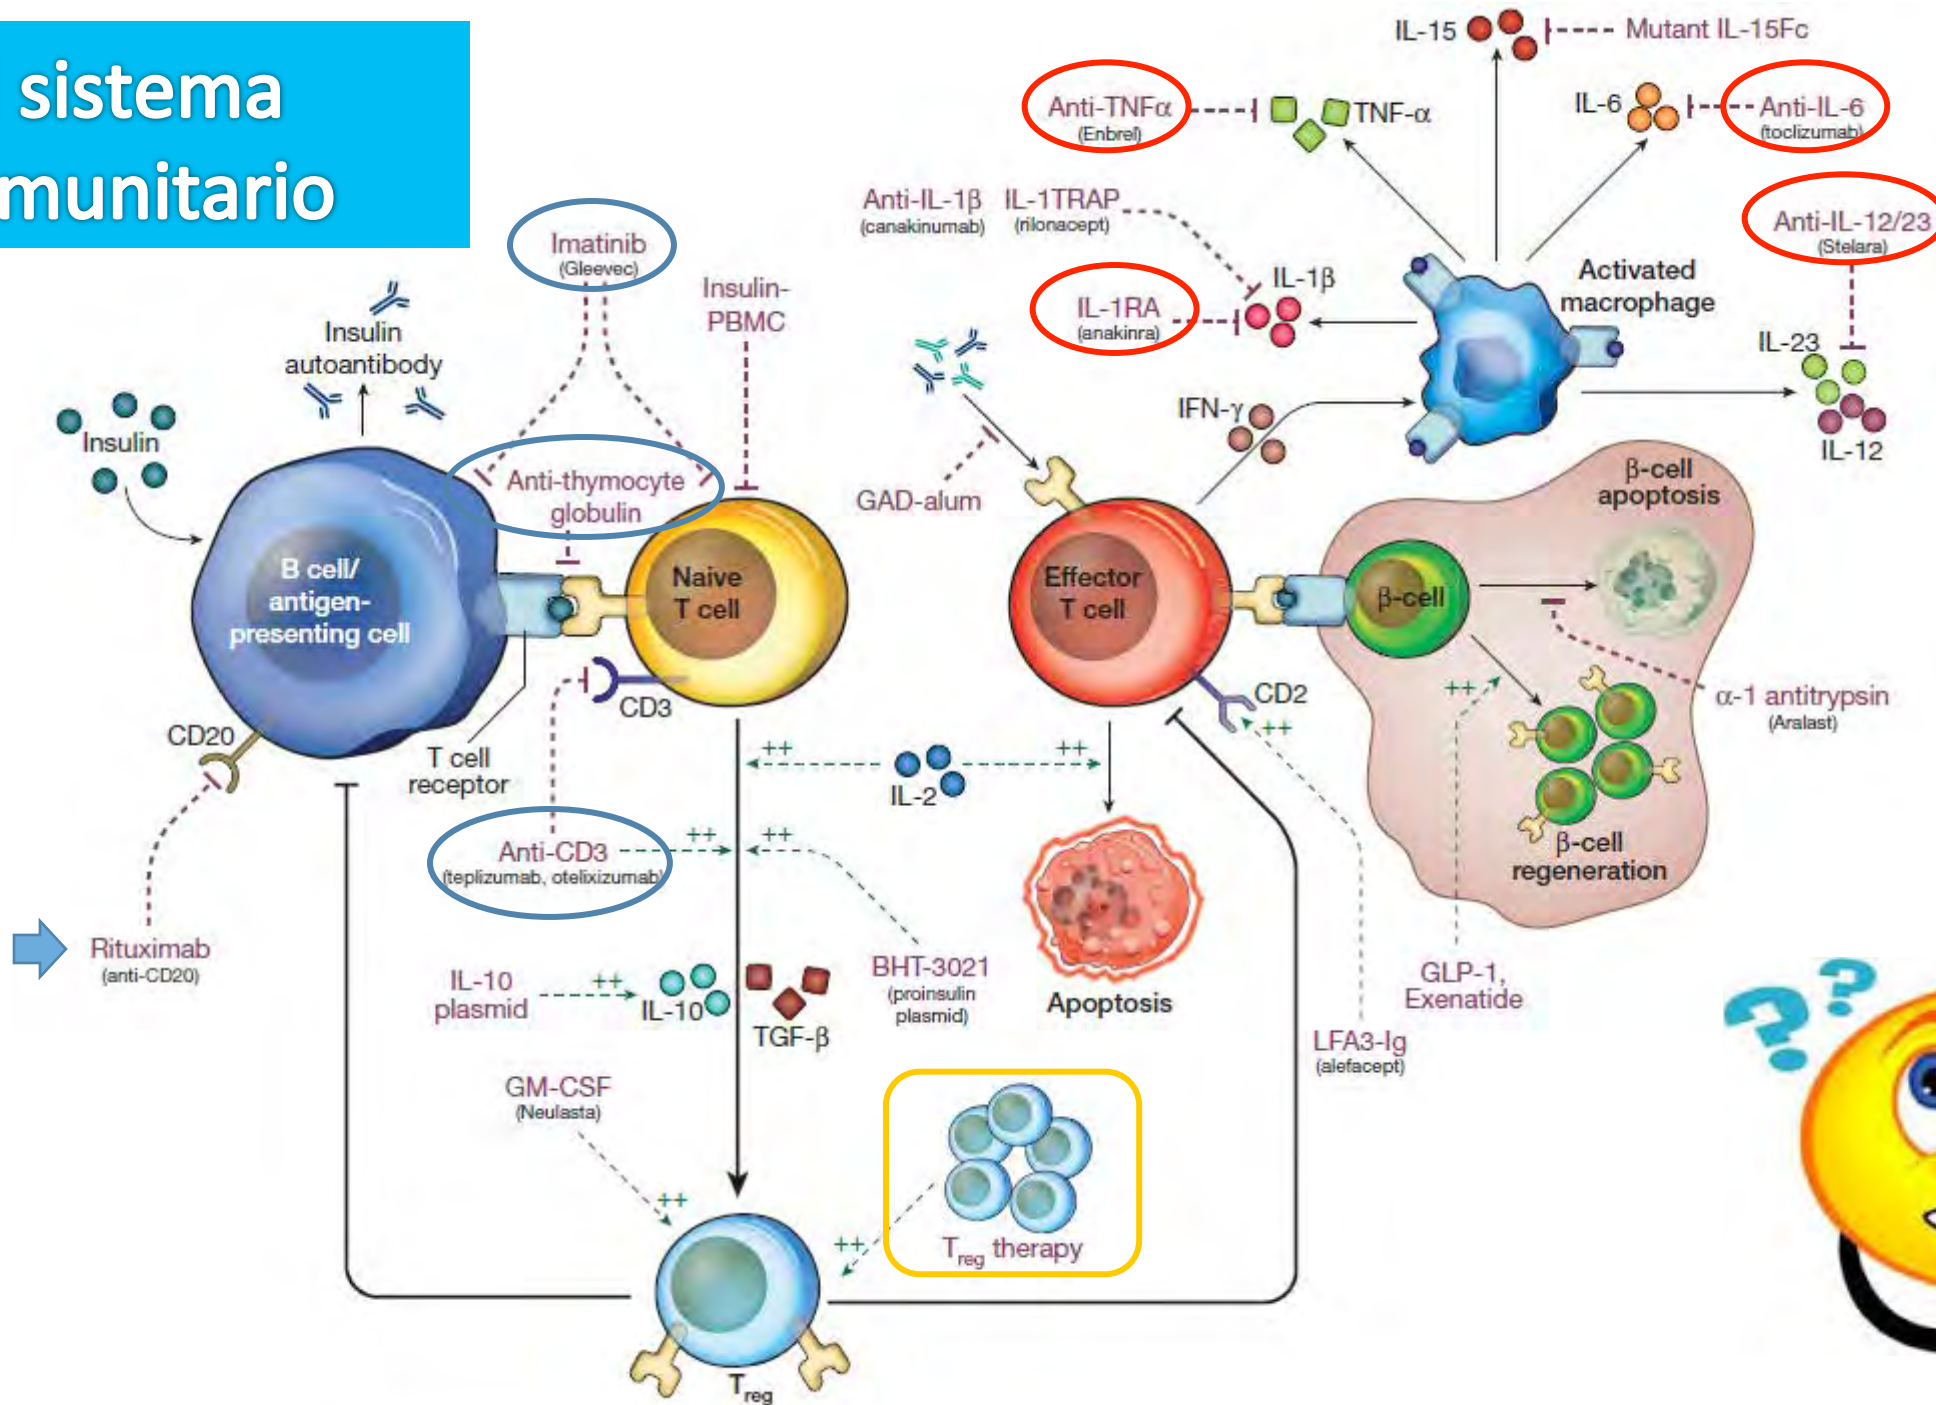 sistema
munitario
IL-15
Mutant IL-15Fc
Anti-TNFα
(Enbrel)
TNF-α
IL-6
Anti-IL-6
(toclizumab)
Anti-IL-1β
(canakinumab)
IL-1TRAP
(rilonacept)
Anti-IL-12/23
(Stelara)
Imatinib
(Gleevec)
Insulin-
PBMC
IL-1RA
(anakinra)
IL-1β
Activated
macrophage
Insulin
autoantibody
IL-23
IL-12
Insulin
IFN-γ
Anti-thymocyte
globulin
GAD-alum
β-cell
apoptosis
B cell/
antigen-
presenting cell
Naive
T cell
Effector
T cell
β-cell
CD3
CD2
++
++
α-1 antitrypsin
(Aralast)
CD20
T cell
receptor
++
++
IL-2
Anti-CD3
(teplizumab, otelixizumab)
++
++
β-cell
regeneration
Rituximab
(anti-CD20)
IL-10
plasmid
++
IL-10
TGF-β
BHT-3021
(proinsulin
plasmid)
Apoptosis
GLP-1,
Exenatide
LFA3-Ig
(alefacept)
GM-CSF
(Neulasta)
++
++
Treg therapy
Treg
? ?